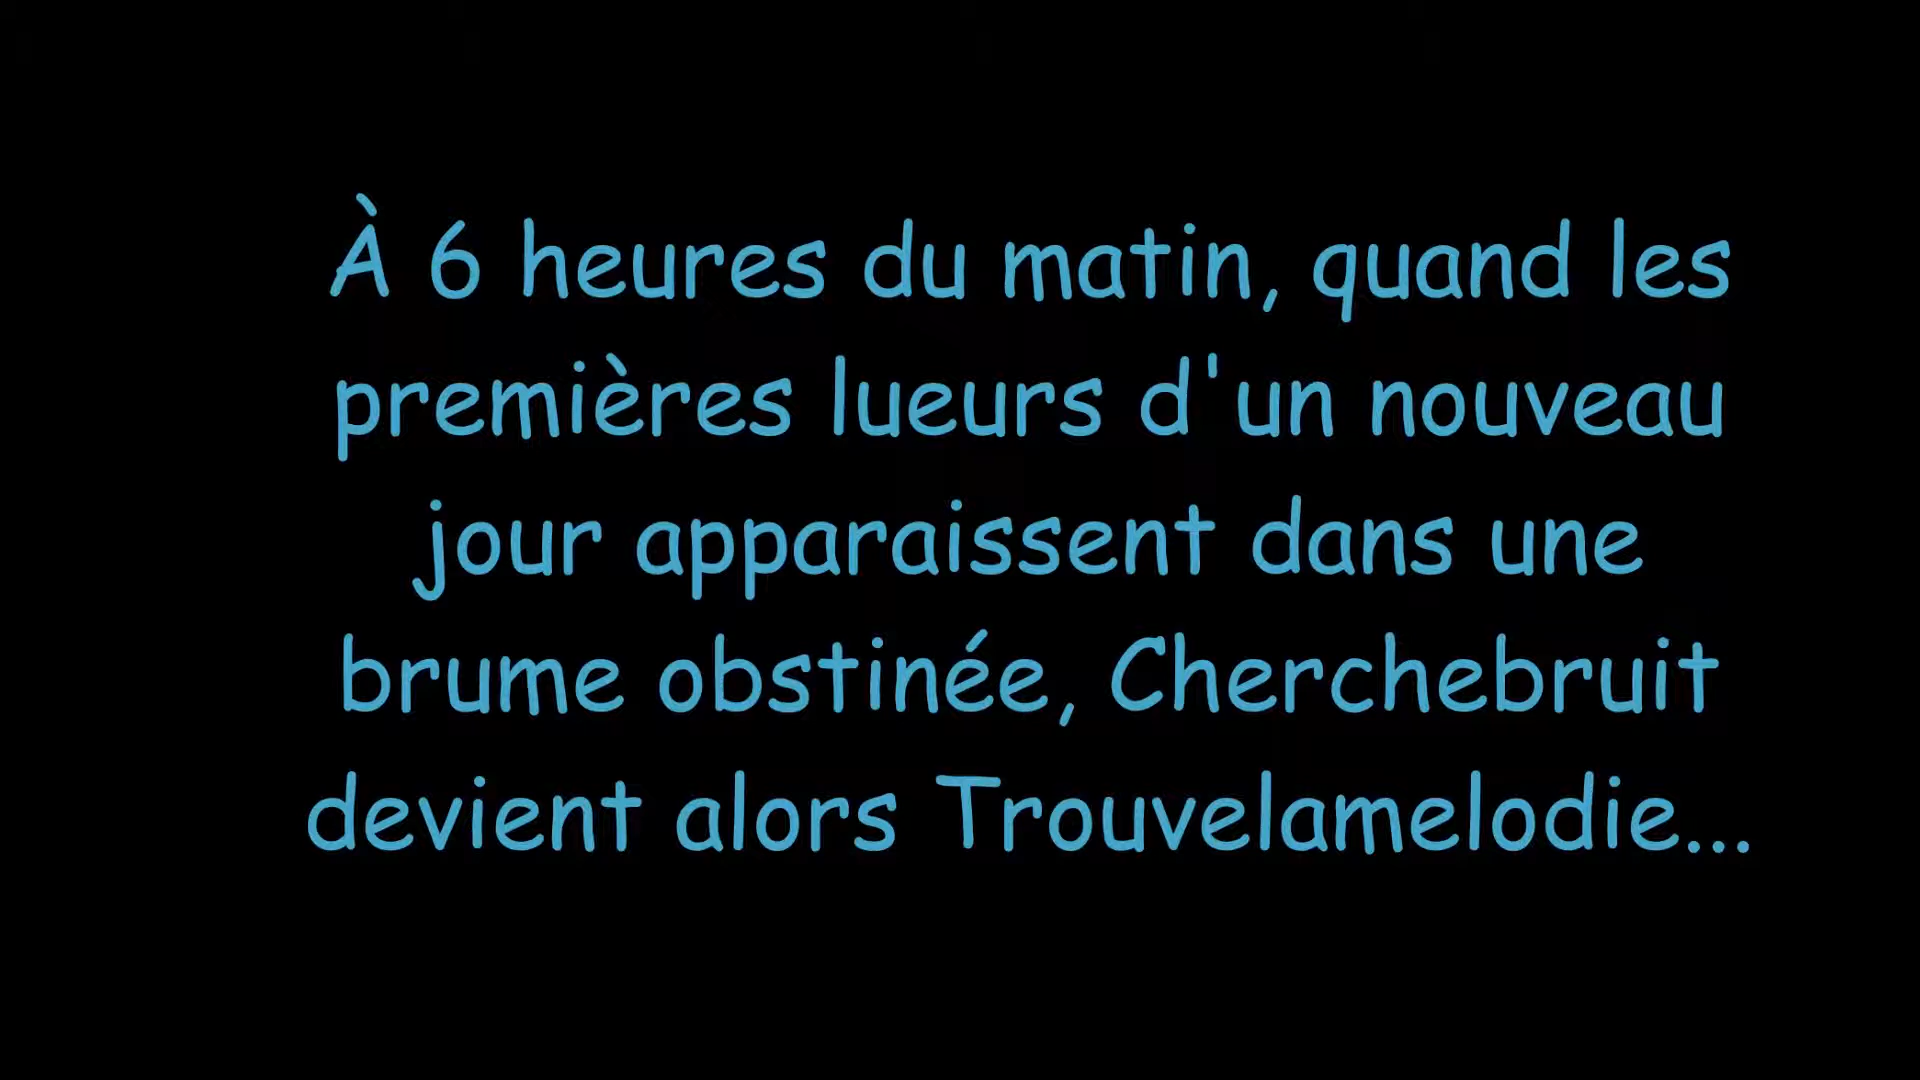 À 6 heures du matin, quand les
premières lueurs d'un nouveau
jour apparaissent dans une
brume obstinée, Cherchebruit
devient alors Trouvelamelodie...